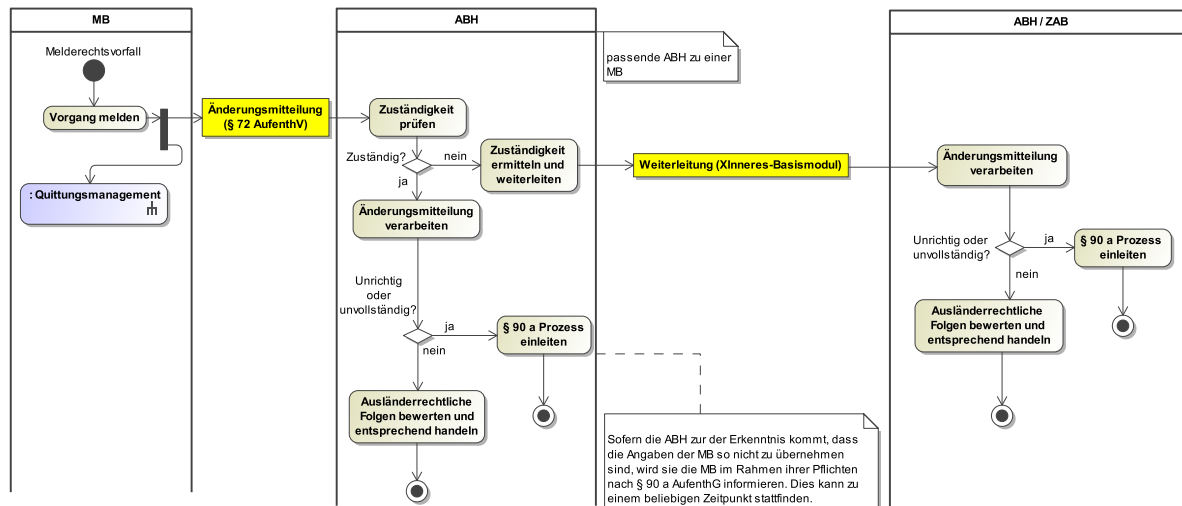 MB
ABH
ABH / ZAB
Melderechtsvorfall
Vorgang melden
: Quittungsmanagement
Änderungsmitteilung
(§ 72 AufenthV)
passende ABH zu einer
MB
Zuständigkeit
prüfen
Zuständig?
nein
ja
Zuständigkeit
ermitteln und
weiterleiten
Weiterleitung (XInneres-Basismodul)
Änderungsmitteilung
verarbeiten
Unrichtig
oder
unvollständig?
ja
nein
§ 90 a Prozess
einleiten
Ausländerrechtliche
Folgen bewerten und
entsprechend handeln
Sofern die ABH zur der Erkenntnis kommt, dass
die Angaben der MB so nicht zu übernehmen
sind, wird sie die MB im Rahmen ihrer Pflichten
nach § 90 a AufenthG informieren. Dies kann zu
einem beliebigen Zeitpunkt stattfinden.
Änderungsmitteilung
verarbeiten
Unrichtig oder
unvollständig?
ja
nein
§ 90 a Prozess
einleiten
Ausländerrechtliche
Folgen bewerten und
entsprechend handeln